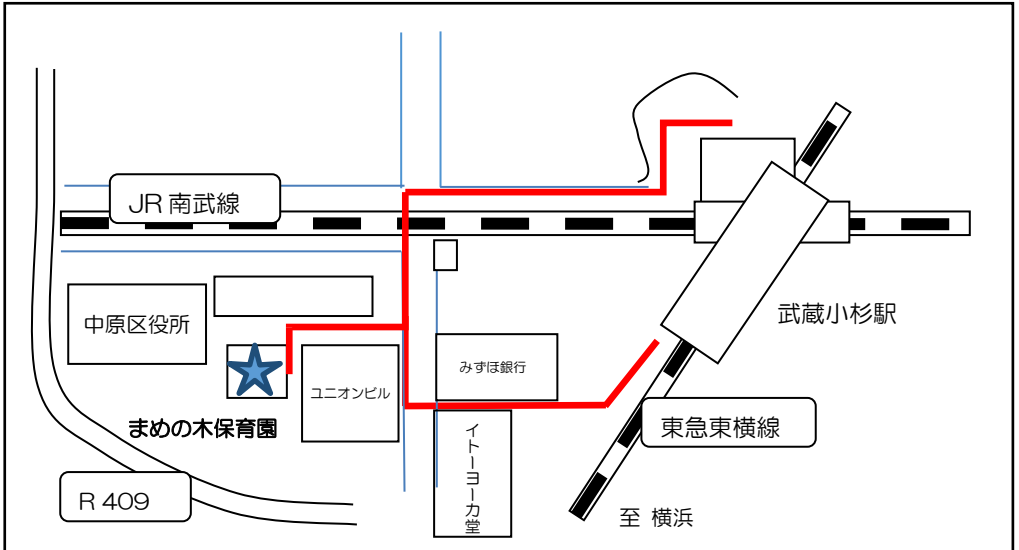 JR 南武線
武蔵小杉駅
中原区役所
みずほ銀行
ユニオンビル
まめの木保育園
東急東横線
イトーヨーカ堂
R 409
至 横浜